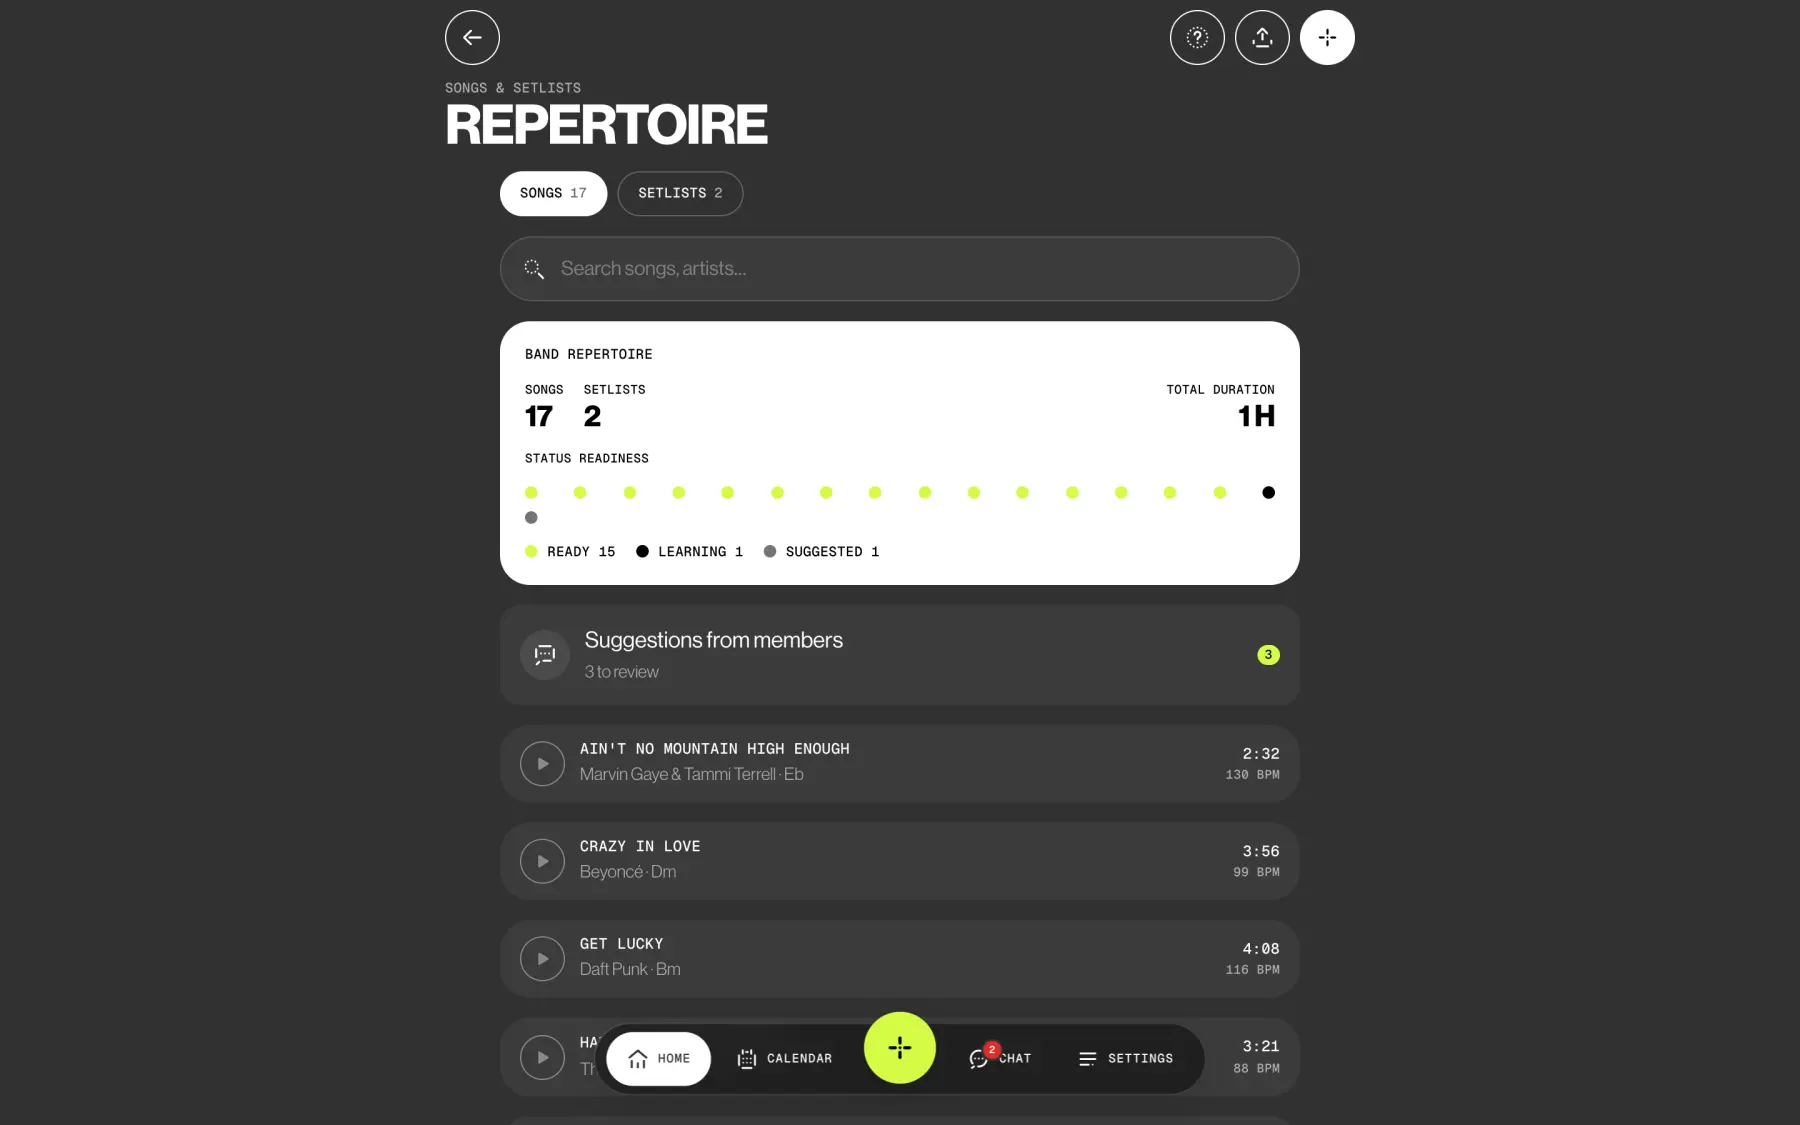 SONGS & SETLISTS
REPERTOIRE
SONGS 17
SETLISTS 2
Search songs, artists...
BAND REPERTOIRE
SONGS
SETLISTS
TOTAL DURATION
17
2
1H
STATUS READINESS
READY 15
LEARNING 1
SUGGESTED 1
Suggestions from members
3 to review
3
AIN'T NO MOUNTAIN HIGH ENOUGH
2:32
Marvin Gaye & Tammi Terrell · Eb
130 BPM
CRAZY IN LOVE
3:56
Beyoncé · Dm
99 BPM
GET LUCKY
4:08
Daft Punk · Bm
116 BPM
3:21
88 BPM
HOME
CALENDAR
2
CHAT
SETTINGS